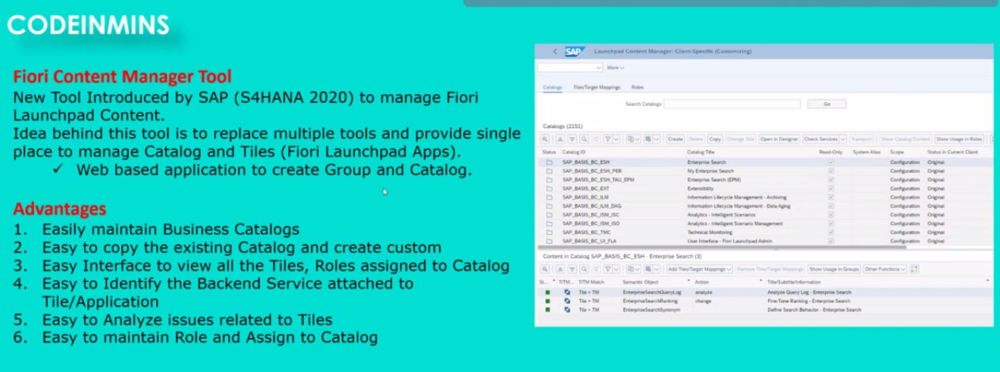 CODEINMINS
Fiori Content Manager Tool
New Tool Introduced by SAP (S4HANA 2020) to manage Fiori
Launchpad Content.
Idea behind this tool is to replace multiple tools and provide single
place to manage Catalog and Tiles (Fiori Launchpad Apps).
✓ Web based application to create Group and Catalog.
Advantages
1. Easily maintain Business Catalogs
2. Easy to copy the existing Catalog and create custom
3. Easy Interface to view all the Tiles, Roles assigned to Catalog
4. Easy to Identify the Backend Service attached to
Tile/Application
5. Easy to Analyze issues related to Tiles
6. Easy to maintain Role and Assign to Catalog
SAP Launchpad Content Manager: Client-Specific (Customizing)
More
Catalogs Tiles/Target Mappings Roles
Search Catalogs: Go
Catalogs (2151)
Create Delete Copy Change Title Open in Designer Check Services Transport Show Catalog Content Show Usage in Roles
Status Catalog ID Catalog Title Read-Only System Alias Scope Status in Current Client
SAP_BASIS_BC_ESH Enterprise Search Configuration Original
SAP_BASIS_BC_ESH_PER My Enterprise Search Configuration Original
SAP_BASIS_BC_ESH_TAU_EPM Enterprise Search (EPM) Configuration Original
SAP_BASIS_BC_EXT Extensibility Configuration Original
SAP_BASIS_BC_ILM Information Lifecycle Management - Archiving Configuration Original
SAP_BASIS_BC_ILM_DAG Information Lifecycle Management - Data Aging Configuration Original
SAP_BASIS_BC_ISM_ISC Analytics - Intelligent Scenarios Configuration Original
SAP_BASIS_BC_ISM_ISO Analytics - Intelligent Scenario Management Configuration Original
SAP_BASIS_BC_TMC Technical Monitoring Configuration Original
SAP_BASIS_BC_UI_FLA User Interface - Fiori Launchpad Admin Configuration Original
Content in Catalog SAP_BASIS_BC_ESH - Enterprise Search (3)
Add Tiles/Target Mappings Remove Tiles/Target Mappings Show Usage in Groups Other Functions
St... T/TM... T/TM Match Semantic Object Action Title/Subtitle/Information
Tile + TM EnterpriseSearchQueryLog analyze Analyze Query Log - Enterprise Search
Tile + TM EnterpriseSearchRanking change Fine-Tune Ranking - Enterprise Search
Tile + TM EnterpriseSearchSynonym Define Search Behavior - Enterprise Search